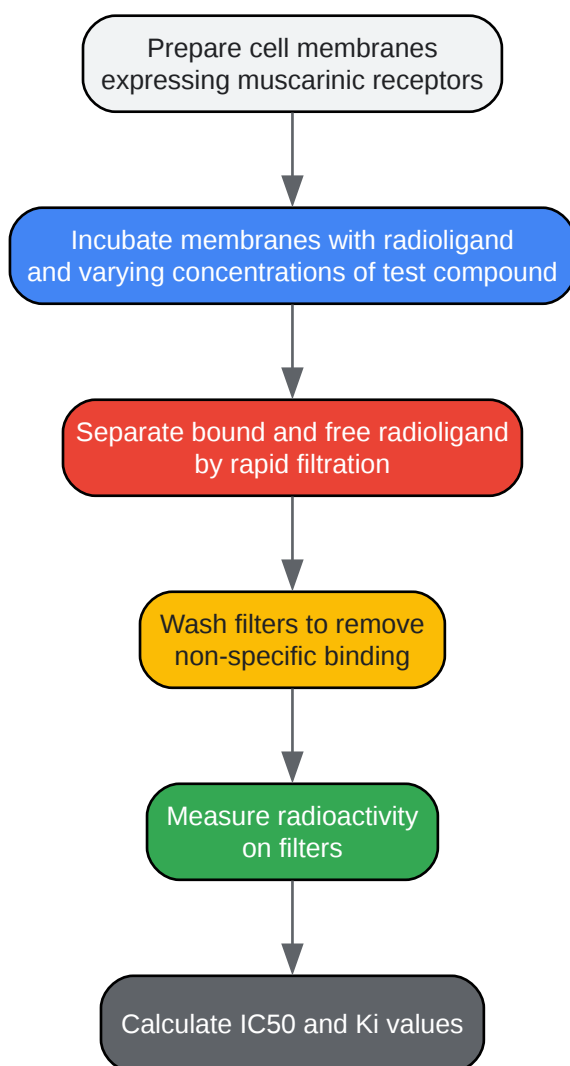 Prepare cell membranes
expressing muscarinic receptors
Incubate membranes with radioligand
and varying concentrations of test compound
Separate bound and free radioligand
by rapid filtration
Wash filters to remove
non-specific binding
Measure radioactivity
on filters
Calculate IC50 and Ki values